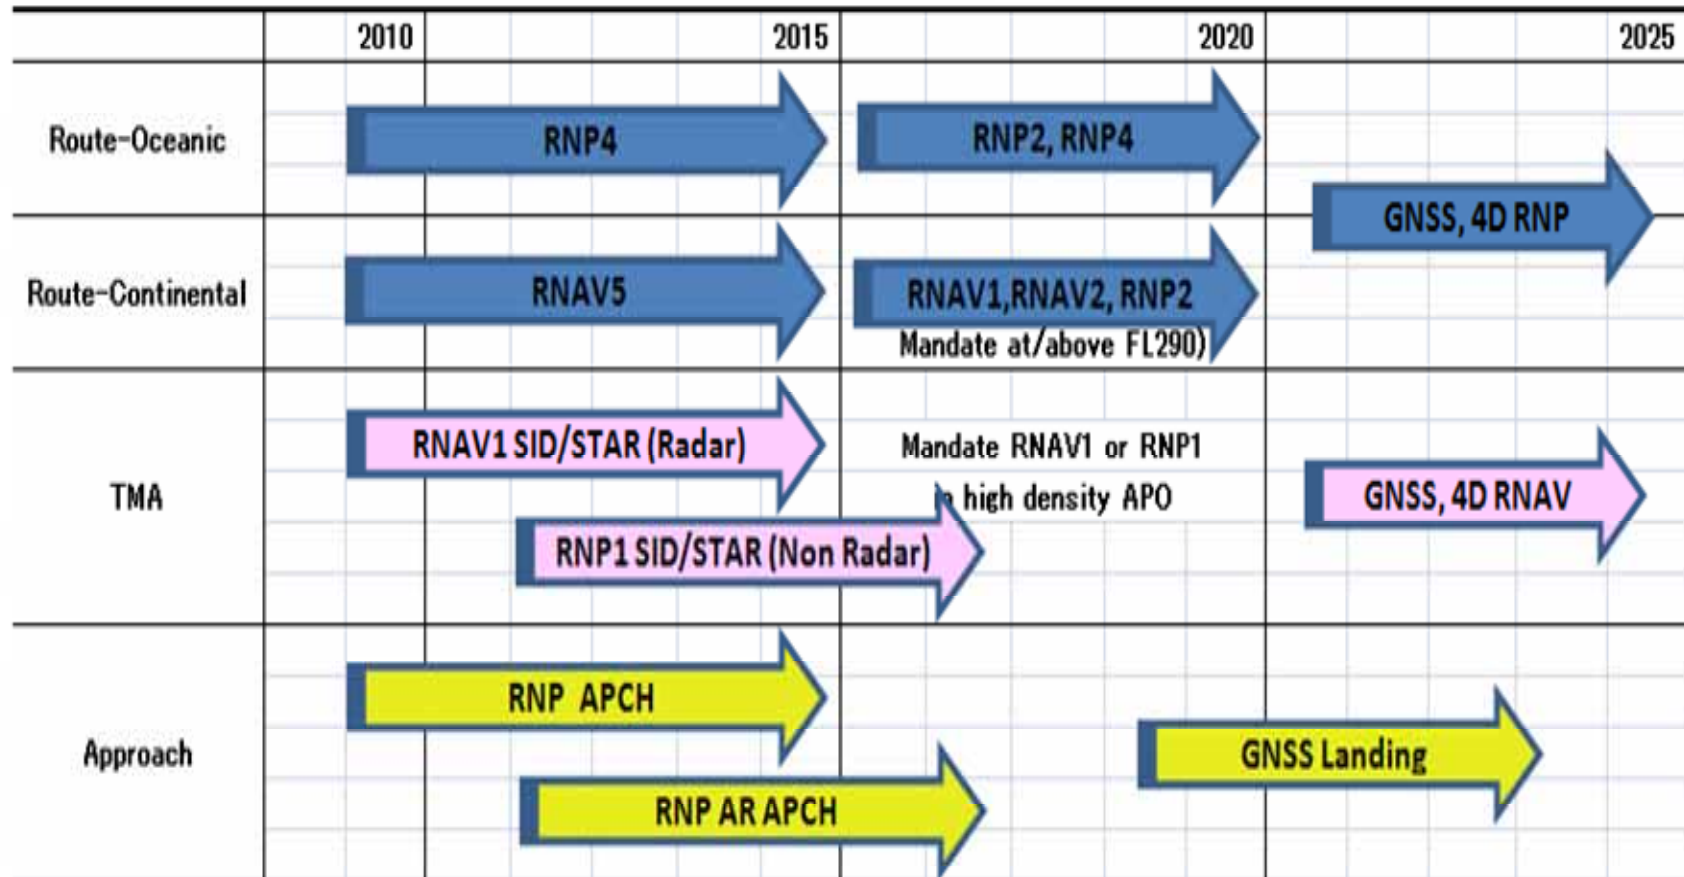 2010 2015 2020 2025
Route-Oceanic
RNP4
RNP2, RNP4
GNSS, 4D RNP
Route-Continental
RNAV5
RNAV1,RNAV2, RNP2
Mandate at/above FL290)
TMA
RNAV1 SID/STAR (Radar)
Mandate RNAV1 or RNP1
high density APO
RNP1 SID/STAR (Non Radar)
GNSS, 4D RNAV
Approach
RNP APCH
RNP AR APCH
GNSS Landing